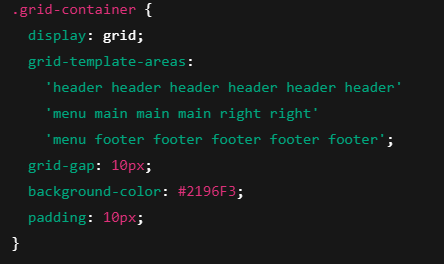 .grid-container {
  display: grid;
  grid-template-areas:
    'header header header header header header'
    'menu main main main right right'
    'menu footer footer footer footer footer';
  grid-gap: 10px;
  background-color: #2196F3;
  padding: 10px;
}